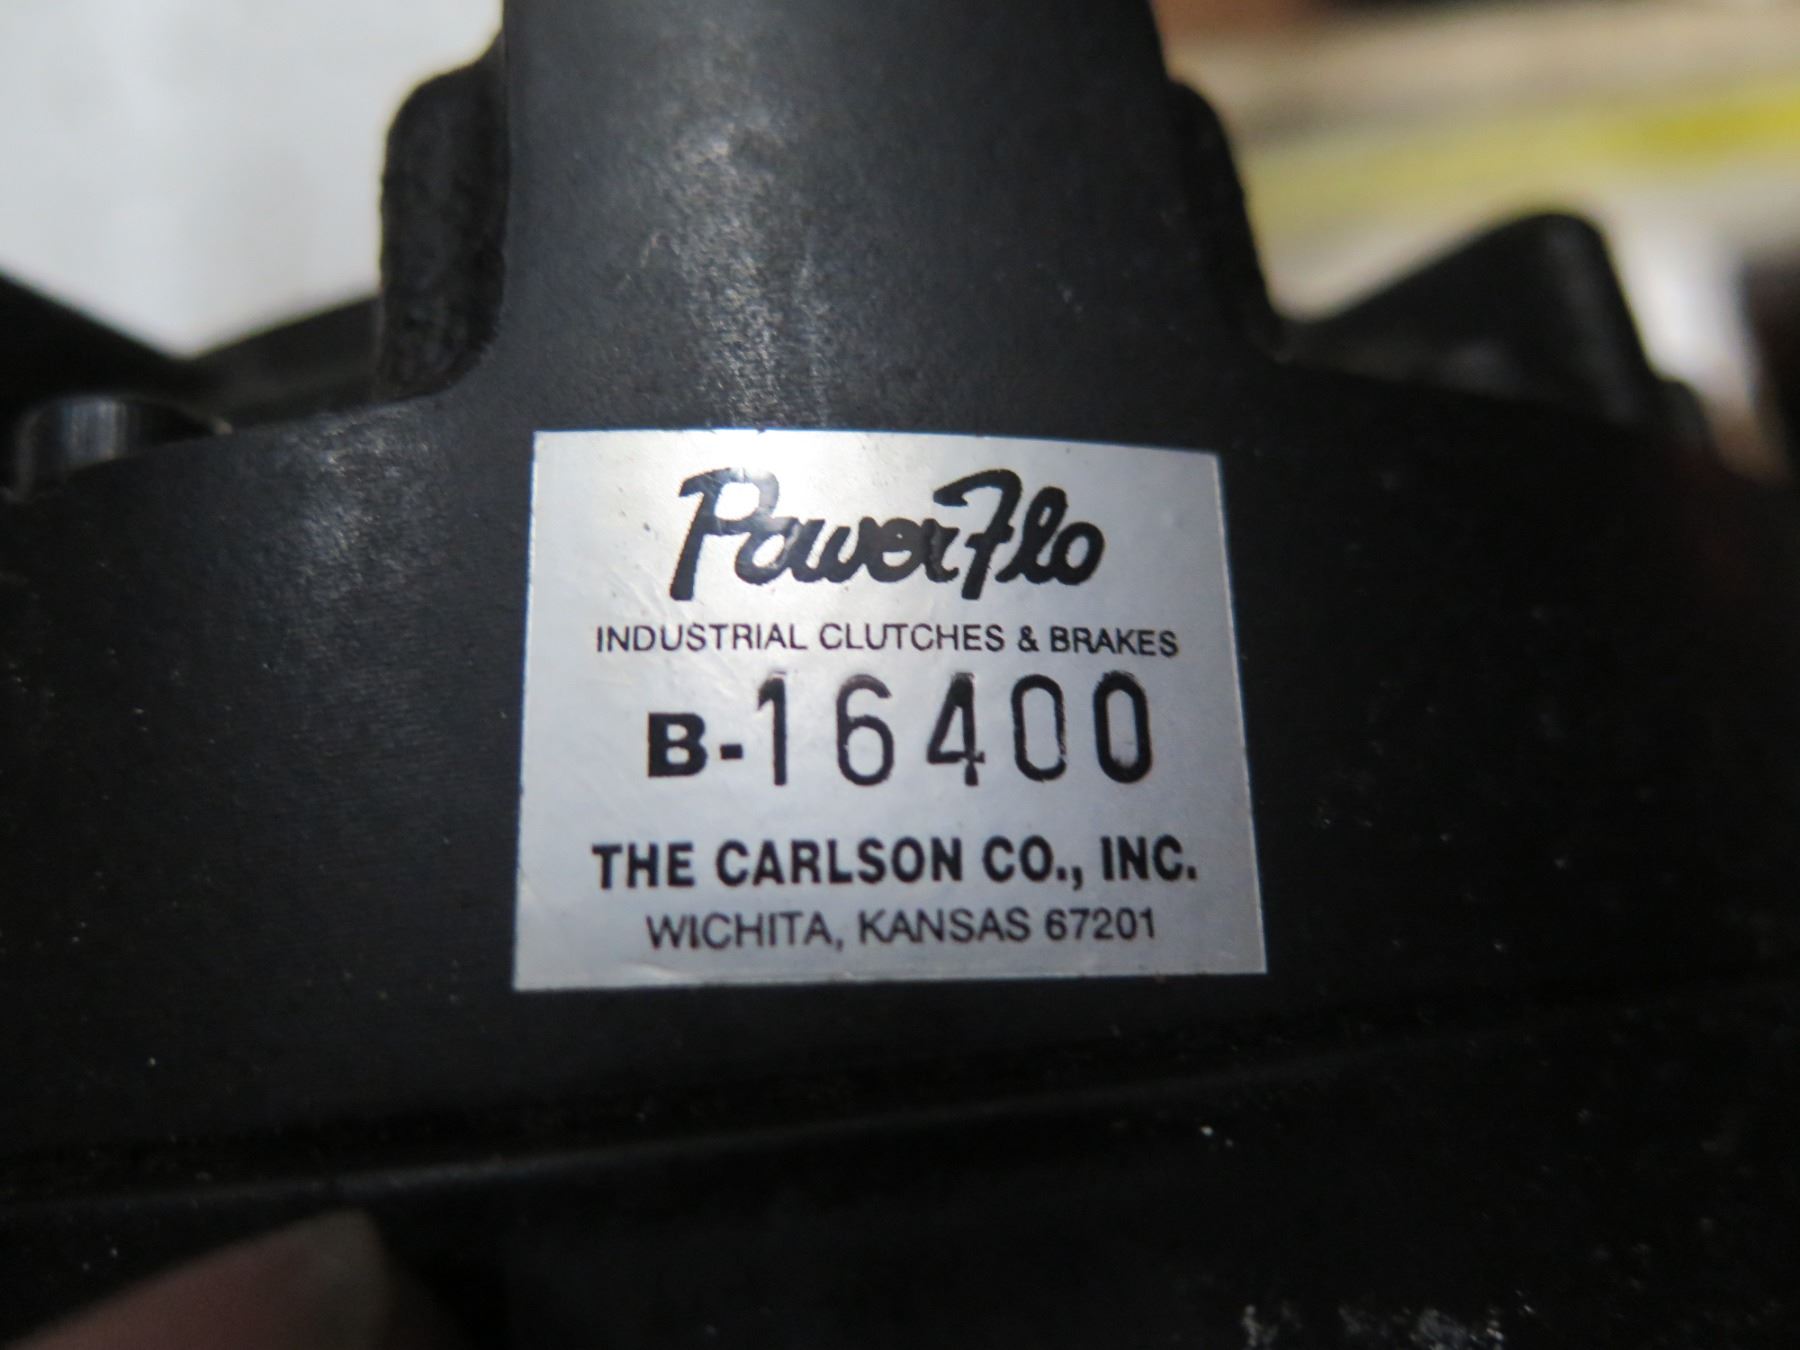 PowerFlo
INDUSTRIAL CLUTCHES & BRAKES
B-16400
THE CARLSON CO., INC.
WICHITA, KANSAS 67201